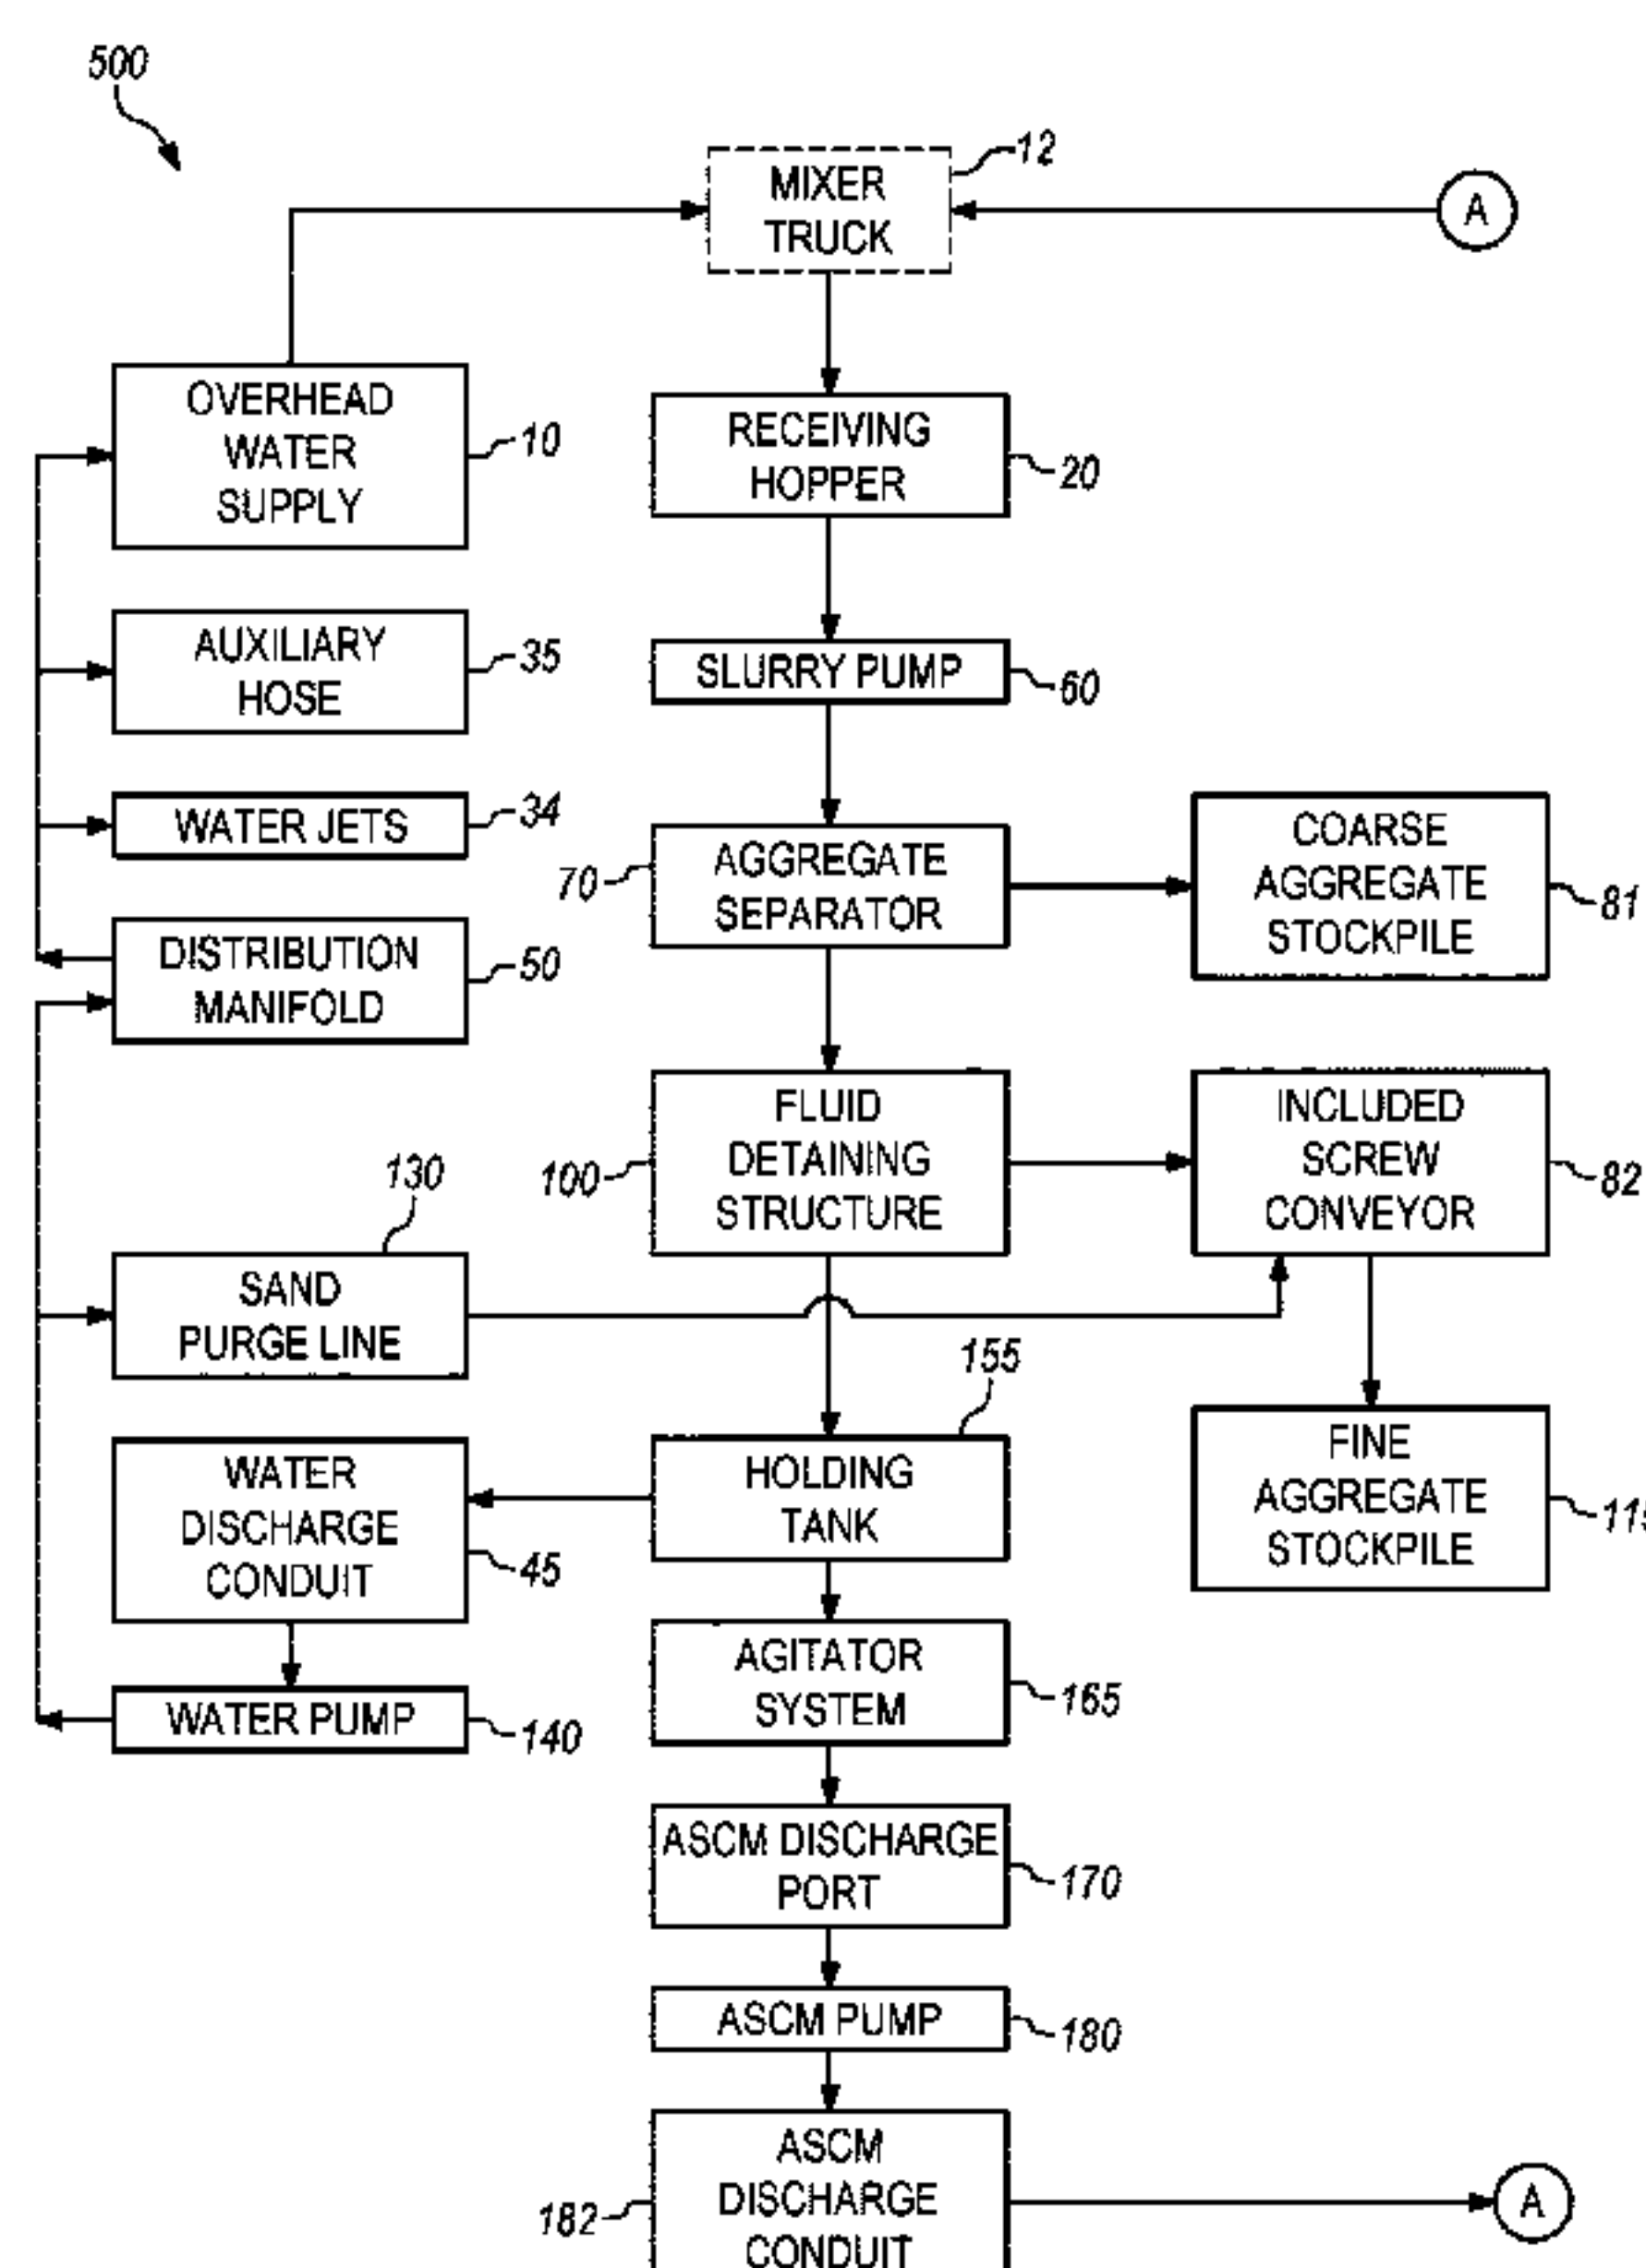 500
MIXER
TRUCK
12
A
OVERHEAD
WATER
SUPPLY
10
RECEIVING
HOPPER
20
AUXILIARY
HOSE
35
SLURRY PUMP
60
WATER JETS
34
AGGREGATE
SEPARATOR
70
COARSE
AGGREGATE
STOCKPILE
81
DISTRIBUTION
MANIFOLD
50
FLUID
DETAINING
STRUCTURE
100
INCLUDED
SCREW
CONVEYOR
82
130
SAND
PURGE LINE
155
HOLDING
TANK
WATER
DISCHARGE
CONDUIT
45
FINE
AGGREGATE
STOCKPILE
AGITATOR
SYSTEM
165
WATER PUMP
140
ASCM DISCHARGE
PORT
170
ASCM PUMP
180
ASCM
DISCHARGE
CONDUIT
182
A